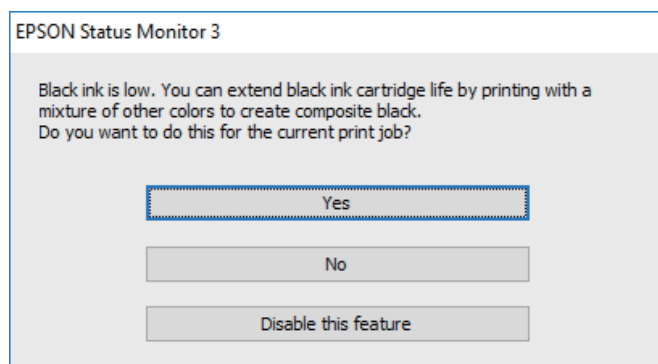 EPSON Status Monitor 3
Black ink is low. You can extend black ink cartridge life by printing with a
mixture of other colors to create composite black.
Do you want to do this for the current print job?
Yes
No
Disable this feature